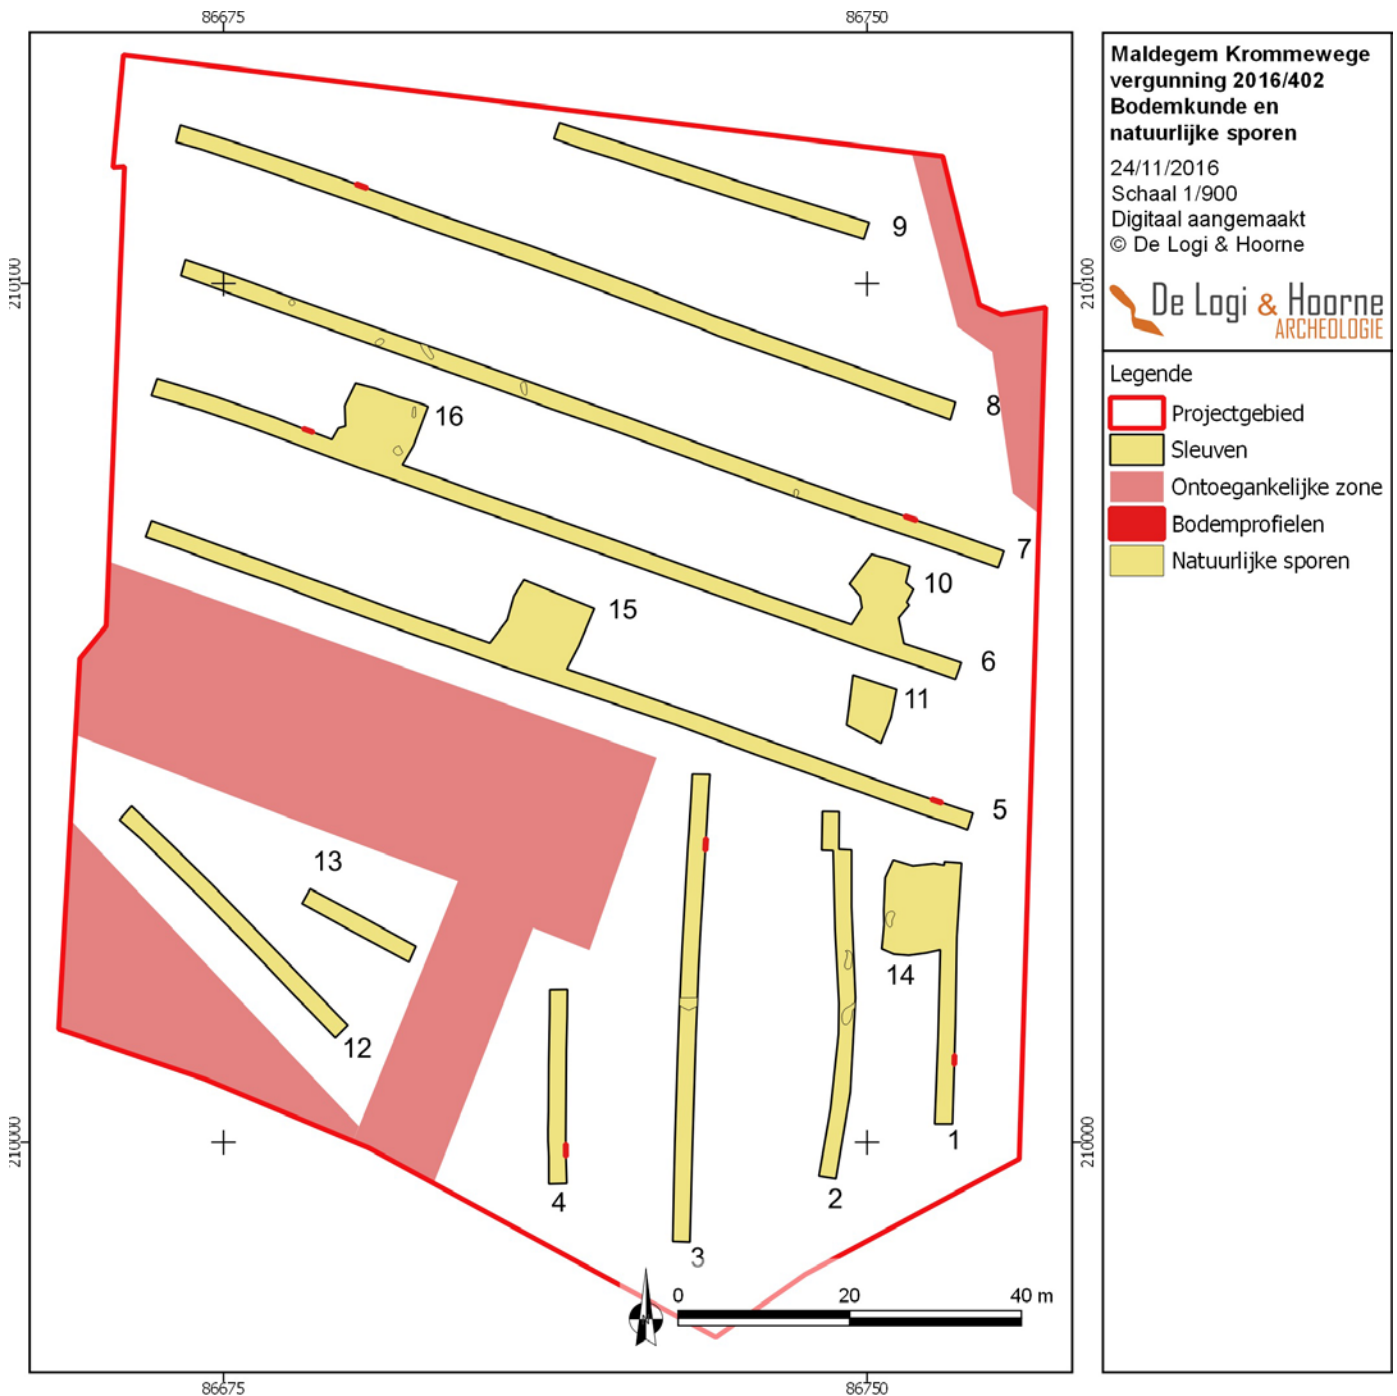 86675
86750
Maldegem Krommewege
vergunning 2016/402
Bodemkunde en
natuurlijke sporen
24/11/2016
Schaal 1/900
Digitaal aangemaakt
© De Logi & Hoorne
De Logi & Hoorne
ARCHEOLOGIE
Legende
Projectgebied
Sleuven
Ontoegankelijke zone
Bodemprofielen
Natuurlijke sporen
210100
210100
9
8
16
7
10
15
6
11
5
13
14
12
210000
210000
1
2
4
3
0
20
40 m
86675
86750